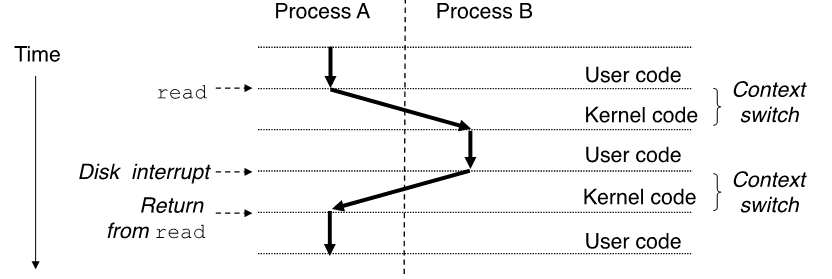 Process A
Process B
Time
User code
read
Context
switch
Kernel code
User code
Disk interrupt
Context
switch
Kernel code
Return
from read
User code